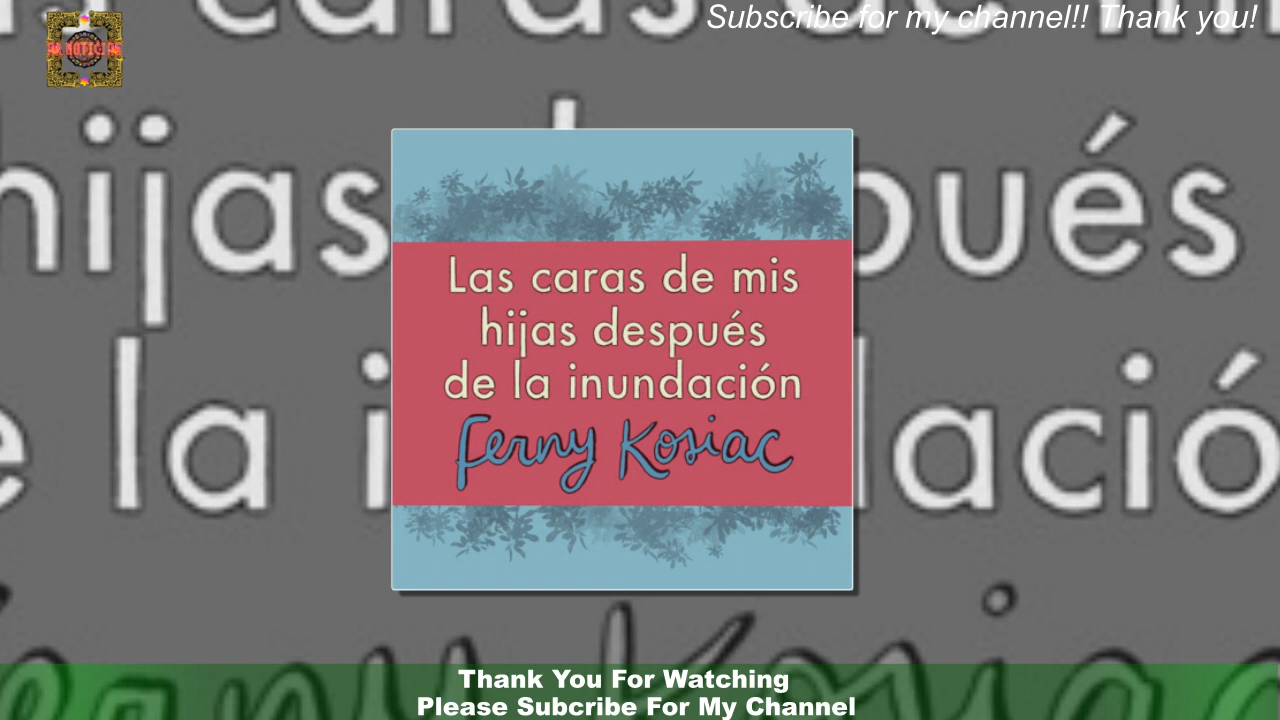 Subscribe for my channel!! Thank you!
Las caras de mis
hijas después
de la inundación
Ferny Kosiac
Thank You For Watching
Please Subcribe For My Channel